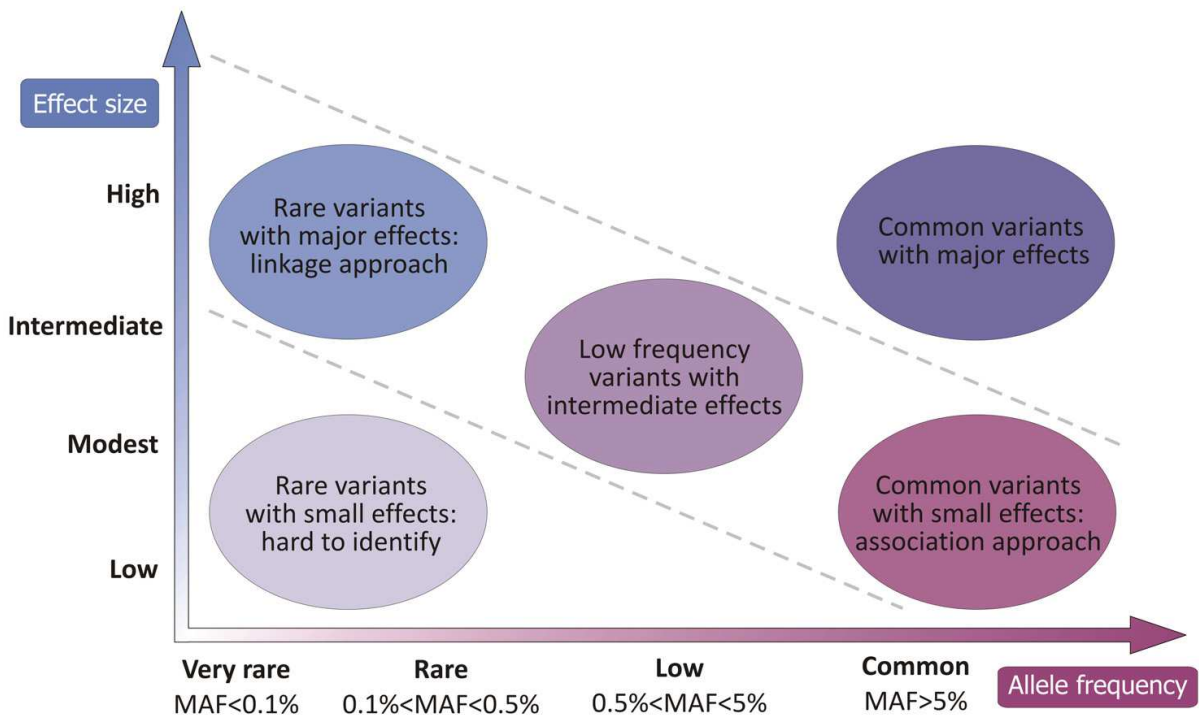 Effect size
High
Intermediate
Modest
Low
Rare variants
with major effects:
linkage approach
Common variants
with major effects
Low frequency
variants with
intermediate effects
Rare variants
with small effects:
hard to identify
Common variants
with small effects:
association approach
Very rare
MAF<0.1%
Rare
0.1%<MAF<0.5%
Low
0.5%<MAF<5%
Common
MAF>5%
Allele frequency